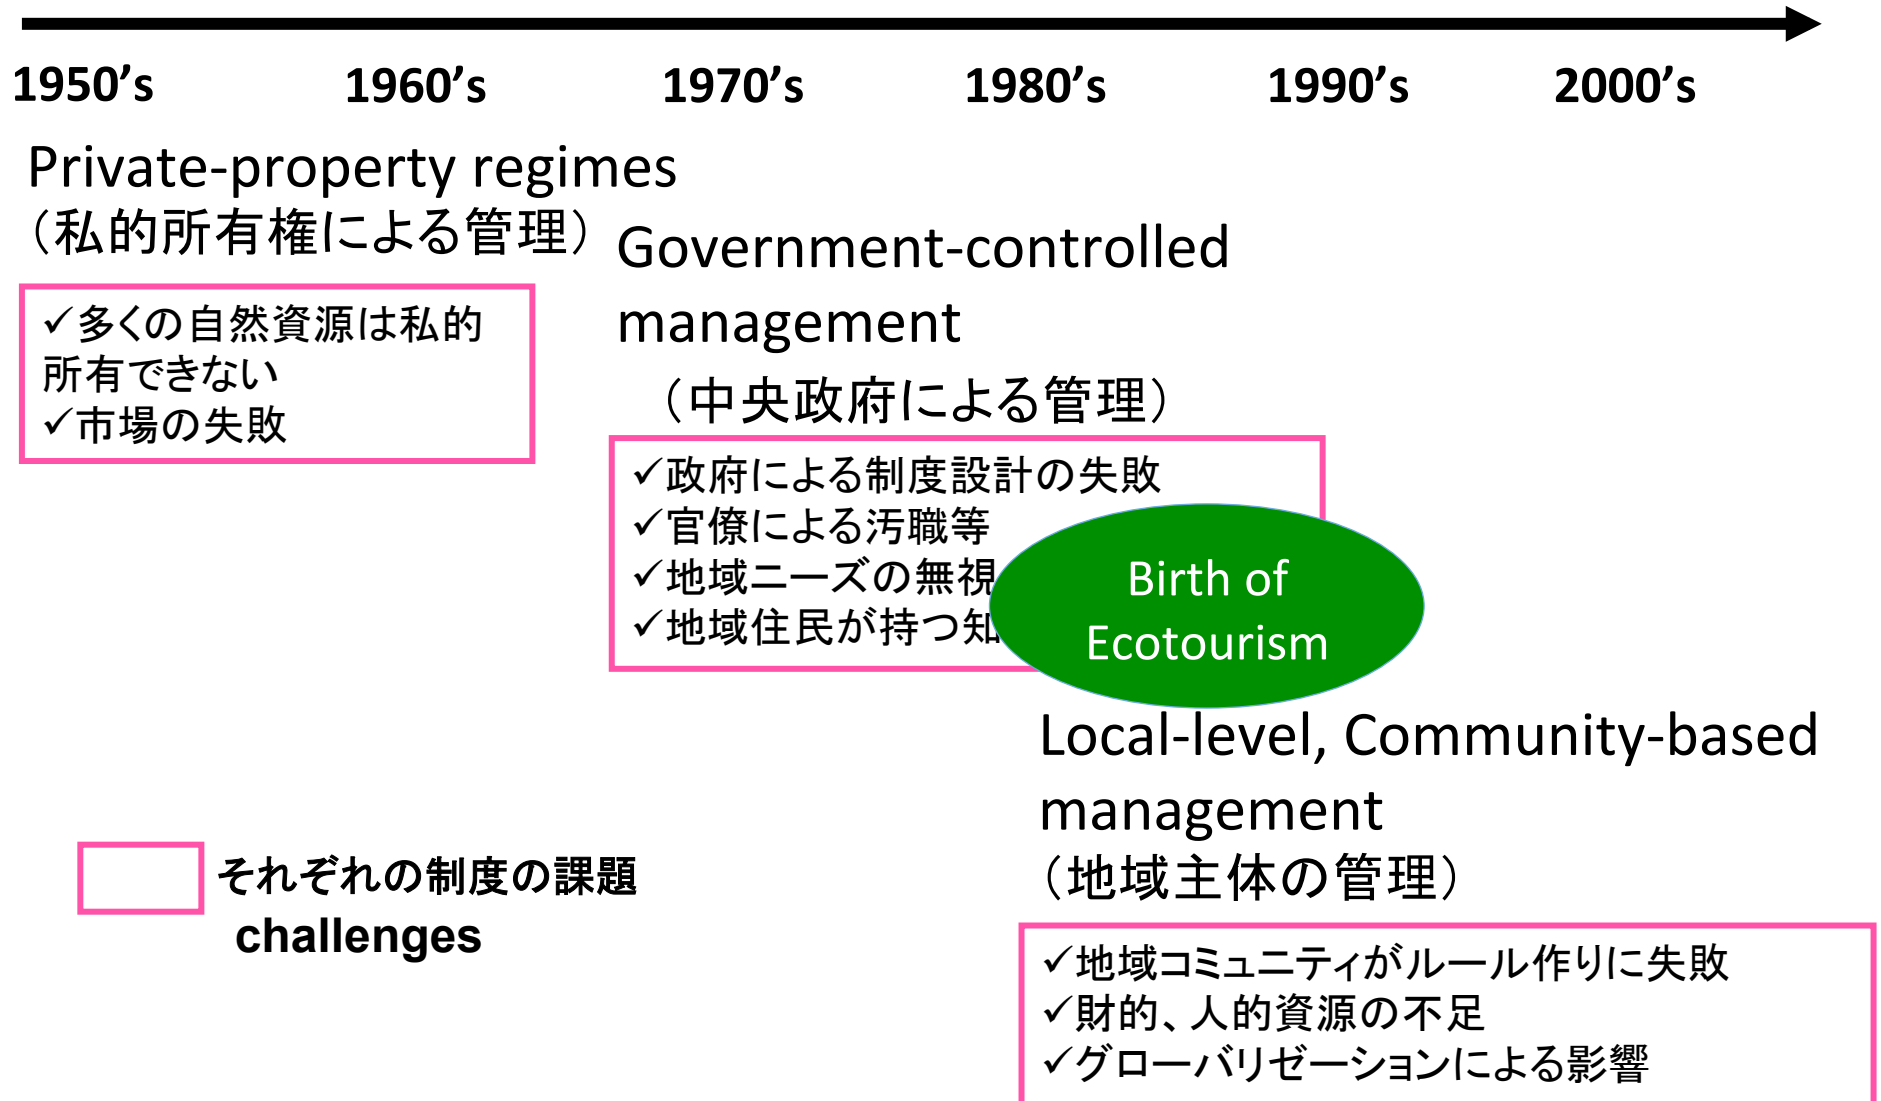 1950’s 1960’s 1970’s 1980’s 1990’s 2000’s
Private-property regimes
（私的所有権による管理）
✓多くの自然資源は私的
所有できない
✓市場の失敗
Government-controlled
management
（中央政府による管理）
✓政府による制度設計の失敗
✓官僚による汚職等
✓地域ニーズの無視
✓地域住民が持つ知
Birth of
Ecotourism
Local-level, Community-based
management
（地域主体の管理）
✓地域コミュニティがルール作りに失敗
✓財的、人的資源の不足
✓グローバリゼーションによる影響
それぞれの制度の課題
challenges